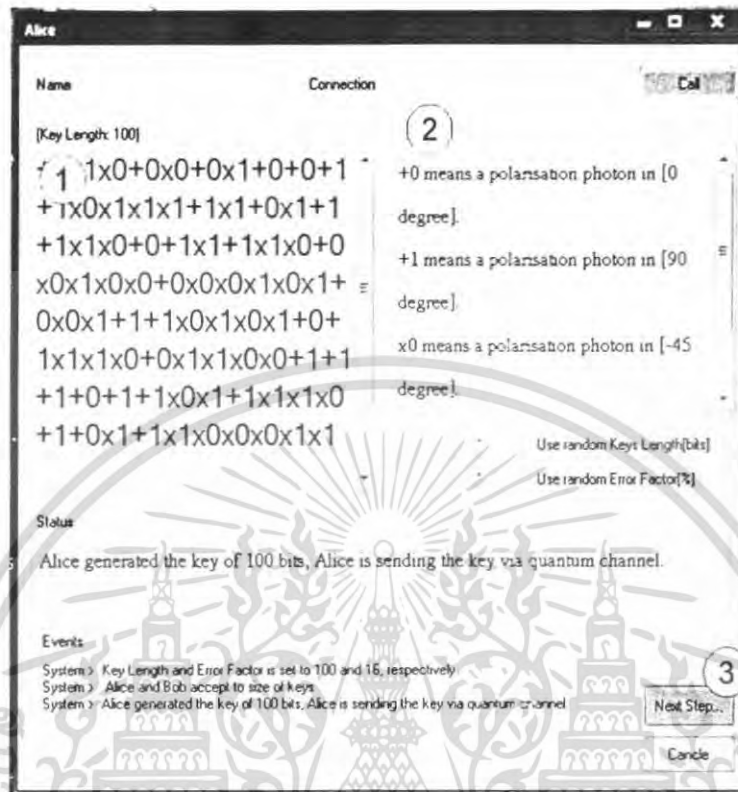 Alice
Name Connection Call
[Key Length: 100]
2
1 1x0+0x0+0x1+0+0+1
+1x0x1x1x1+1x1+0x1+1
+1x1x0+0+1x1+1x1x0+0
x0x1x0x0+0x0x0x1x0x1+
0x0x1+1+1x0x1x0x1+0+
1x1x1x0+0x1x1x0x0+1+1
+1+0+1+1x0x1+1x1x1x0
+1+0x1+1x1x0x0x0x1x1
+0 means a polarisation photon in [0
degree].
+1 means a polarisation photon in [90
degree].
x0 means a polarisation photon in [-45
degree].
Use random Keys Length[bits]
Use random Error Factor[%]
Status
Alice generated the key of 100 bits, Alice is sending the key via quantum channel.
Events
System > Key Length and Error Factor is set to 100 and 16, respectively
System > Alice and Bob accept to size of keys
System > Alice generated the key of 100 bits, Alice is sending the key via quantum channel
3
Next Step...
Cancle